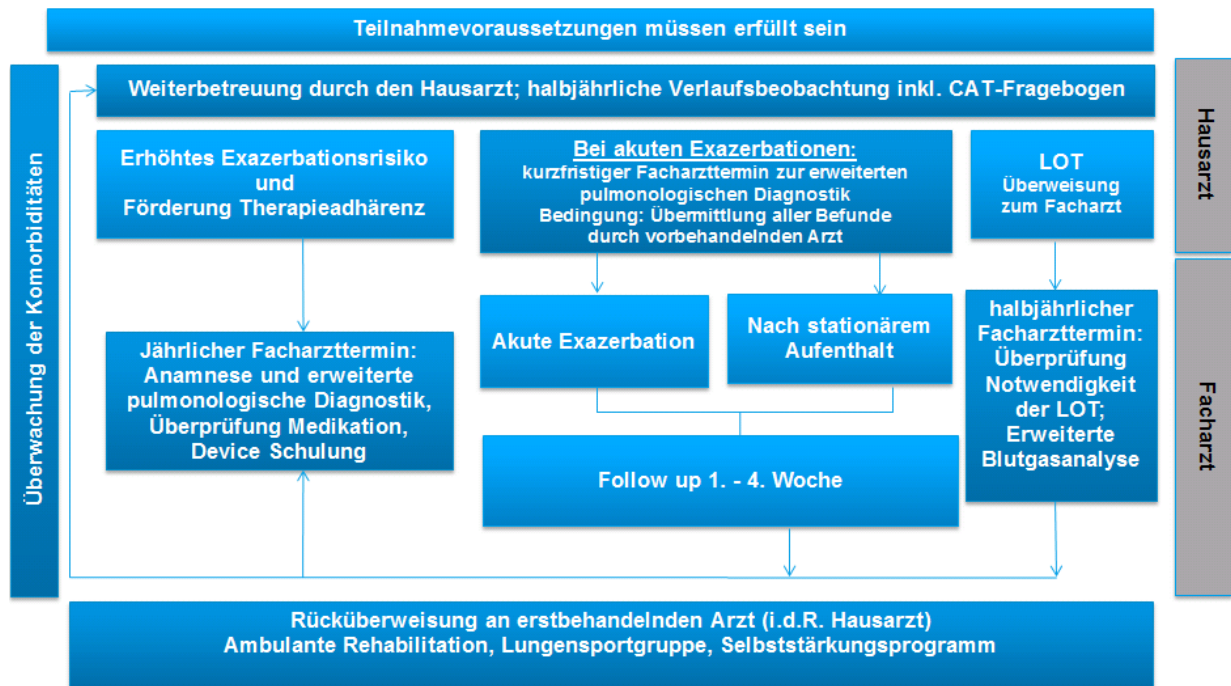 Teilnahmevoraussetzungen müssen erfüllt sein
Überwachung der Komorbiditäten
Weiterbetreuung durch den Hausarzt; halbjährliche Verlaufsbeobachtung inkl. CAT-Fragebogen
Hausarzt
Erhöhtes Exazerbationsrisiko
und
Förderung Therapieadhärenz
Bei akuten Exazerbationen:
kurzfristiger Facharzttermin zur erweiterten
pulmonologischen Diagnostik
Bedingung: Übermittlung aller Befunde
durch vorbehandelnden Arzt
LOT
Überweisung
zum Facharzt
Facharzt
Jährlicher Facharzttermin:
Anamnese und erweiterte
pulmonologische Diagnostik,
Überprüfung Medikation,
Device Schulung
Akute Exazerbation
Nach stationärem
Aufenthalt
halbjährlicher
Facharzttermin:
Überprüfung
Notwendigkeit
der LOT;
Erweiterte
Blutgasanalyse
Follow up 1. - 4. Woche
Rücküberweisung an erstbehandelnden Arzt (i.d.R. Hausarzt)
Ambulante Rehabilitation, Lungensportgruppe, Selbststärkungsprogramm